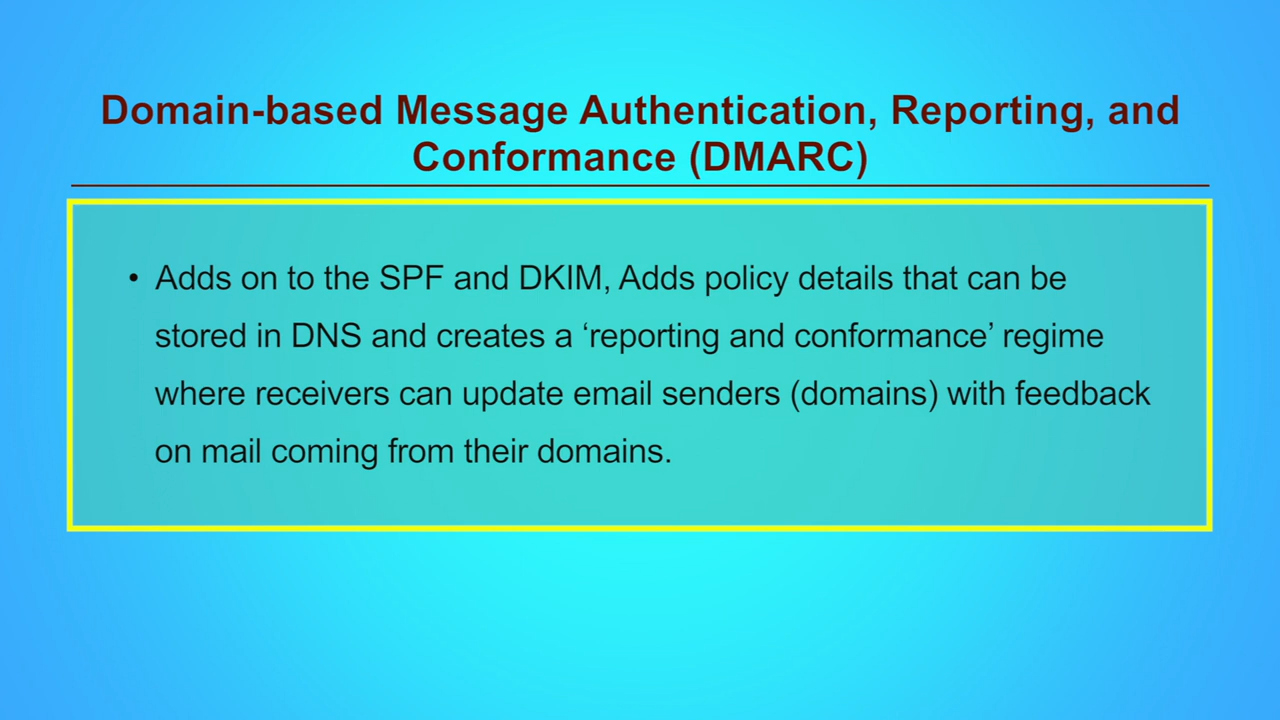 Domain-based Message Authentication, Reporting, and
Conformance (DMARC)
• Adds on to the SPF and DKIM, Adds policy details that can be
stored in DNS and creates a ‘reporting and conformance’ regime
where receivers can update email senders (domains) with feedback
on mail coming from their domains.